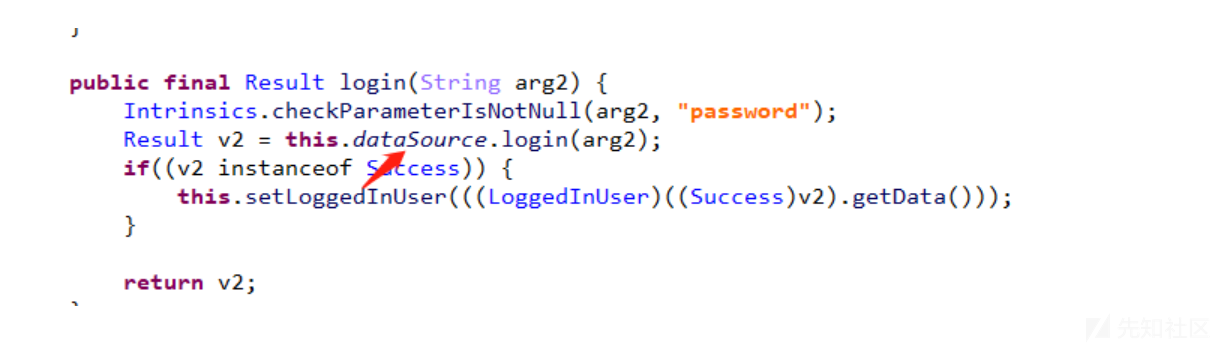 }
public final Result login(String arg2) {
Intrinsics.checkParameterIsNotNull(arg2, "password");
Result v2 = this.dataSource.login(arg2);
if((v2 instanceof Success)) {
this.setLoggedInUser(((LoggedInUser)((Success)v2).getData()));
}
return v2;
}
先知社区